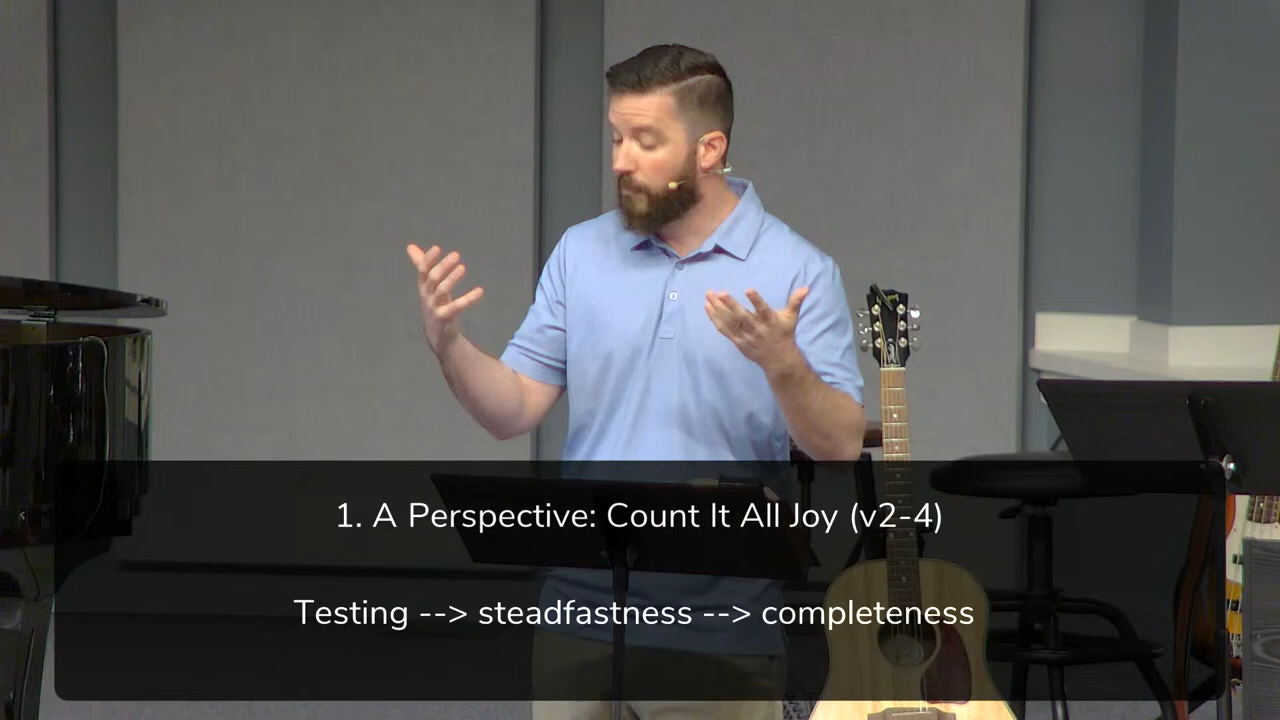 1. A Perspective: Count It All Joy (v2-4)
Testing --> steadfastness --> completeness